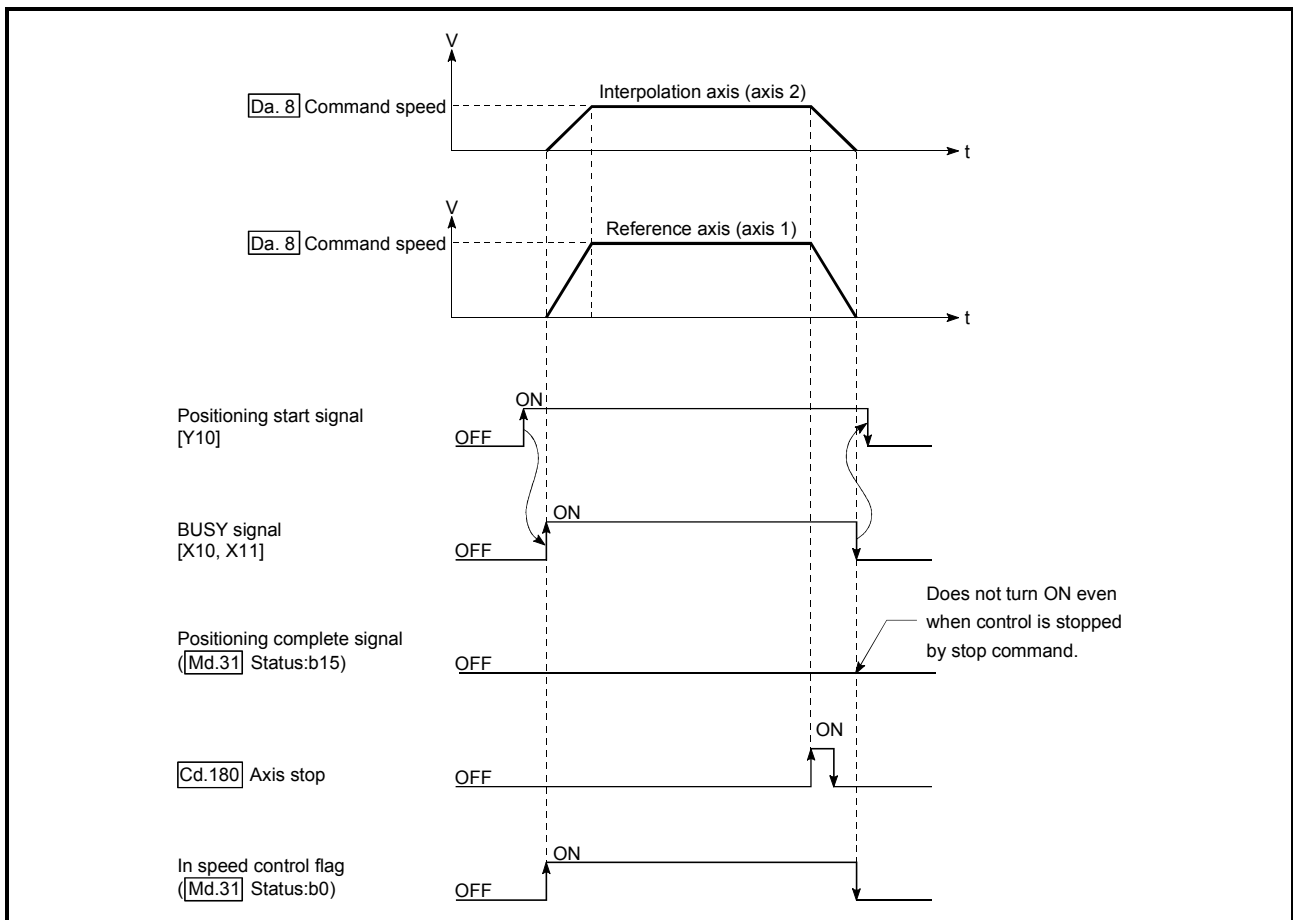 V
Interpolation axis (axis 2)
Da. 8 Command speed
t
V
Reference axis (axis 1)
Da. 8 Command speed
t
ON
Positioning start signal
[Y10]
OFF
ON
BUSY signal
[X10, X11]
OFF
Does not turn ON even
when control is stopped
by stop command.
Positioning complete signal
(Md.31 Status:b15)
OFF
ON
Cd.180 Axis stop
OFF
ON
In speed control flag
(Md.31 Status:b0)
OFF